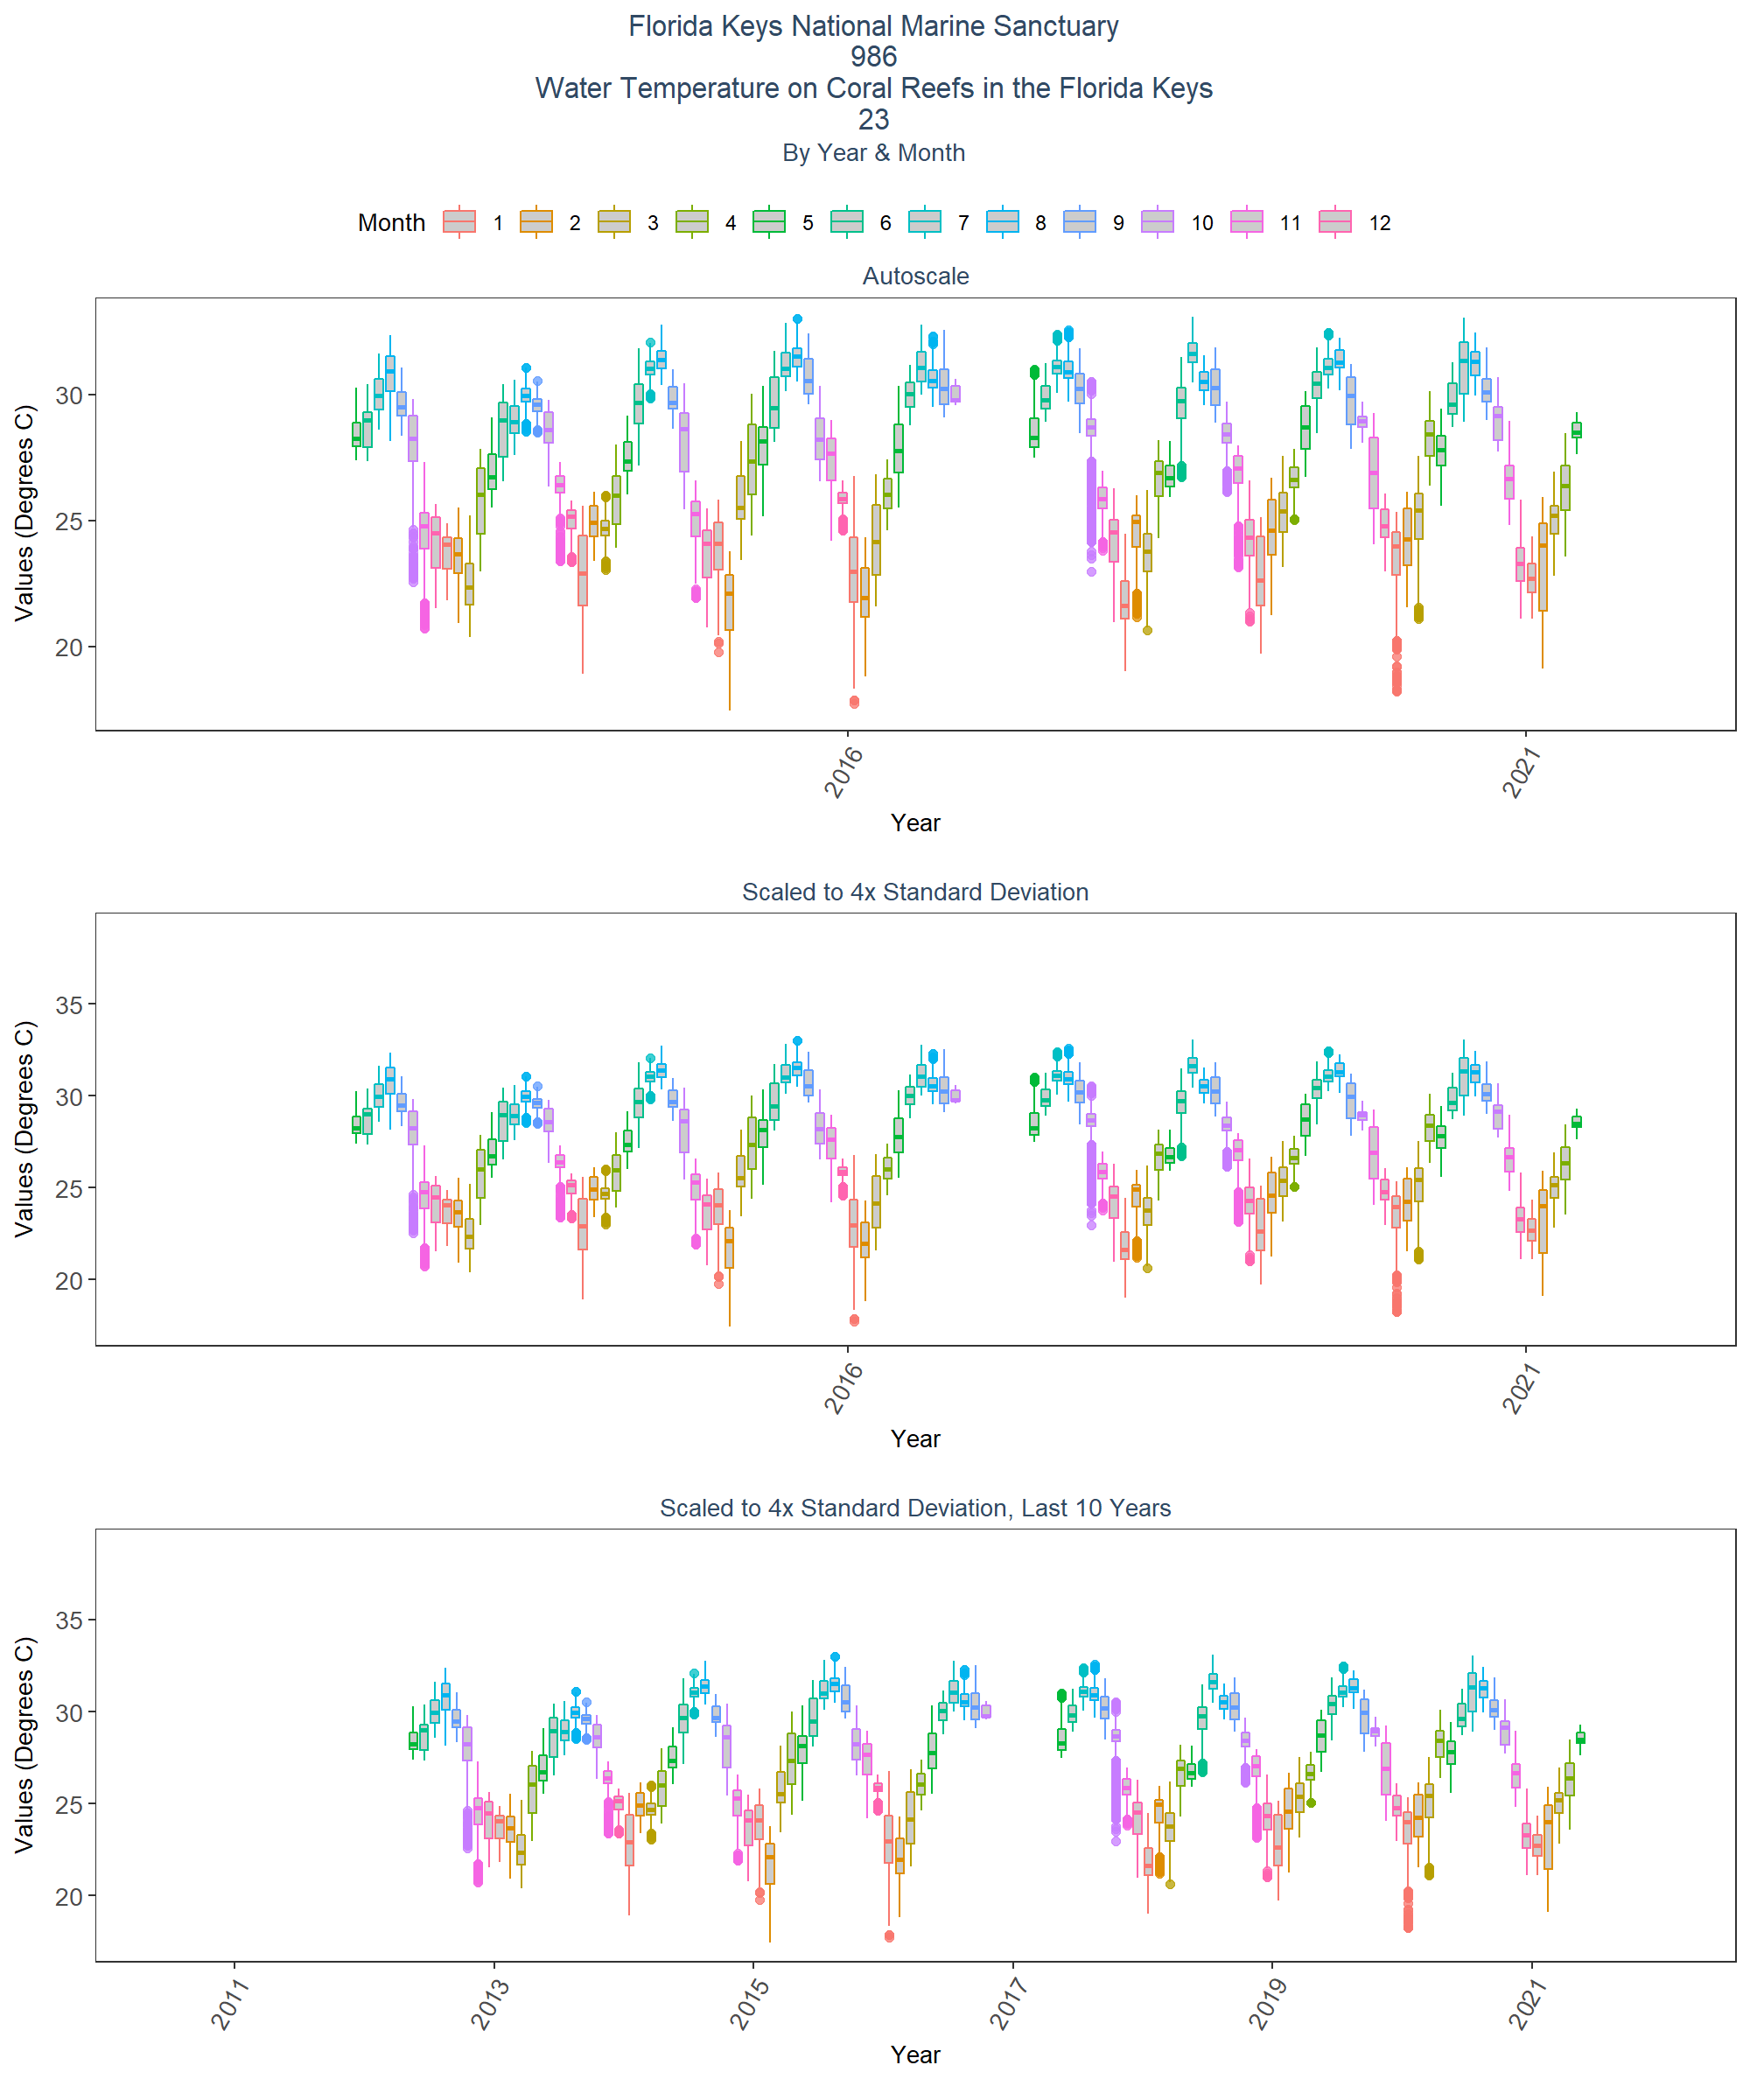 Florida Keys National Marine Sanctuary
986
Water Temperature on Coral Reefs in the Florida Keys
23
By Year & Month
Month 1 2 3 4 5 6 7 8 9 10 11 12
Autoscale
Values (Degrees C)
30
25
20
2016 2021
Year
Scaled to 4x Standard Deviation
Values (Degrees C)
35
30
25
20
2016 2021
Year
Scaled to 4x Standard Deviation, Last 10 Years
Values (Degrees C)
35
30
25
20
2011 2013 2015 2017 2019 2021
Year